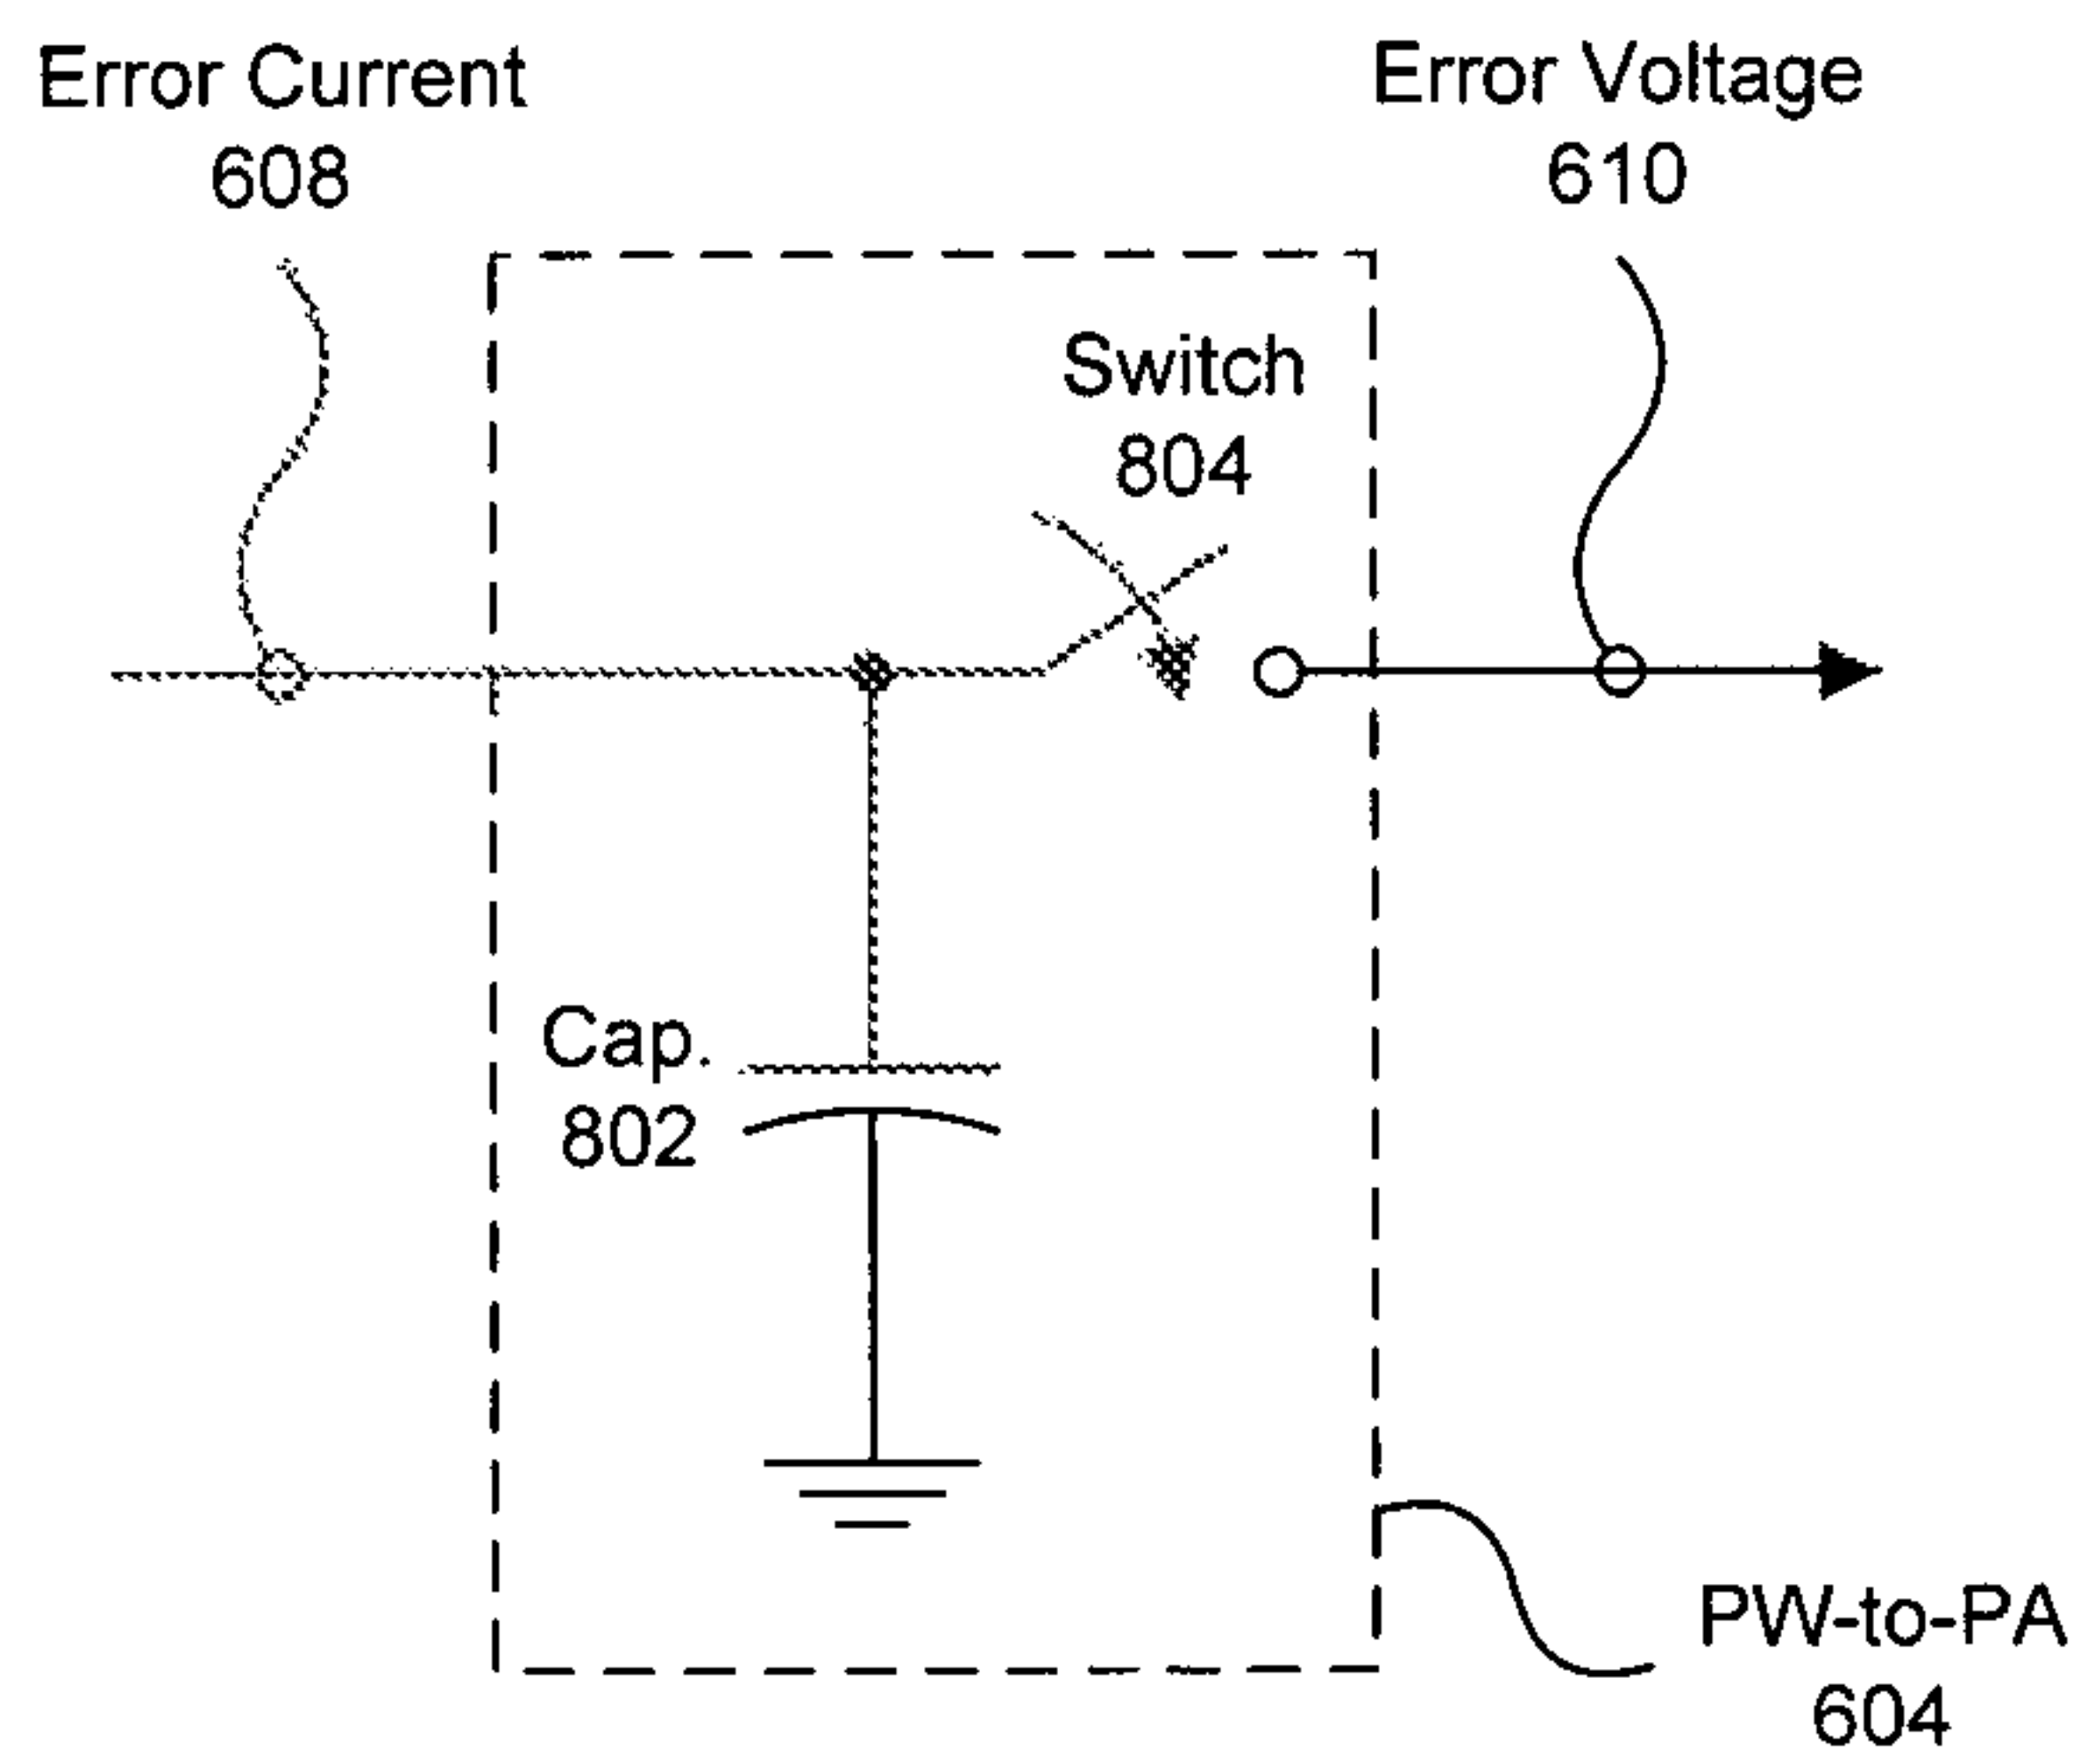 Error Current
608
Error Voltage
610
Switch
804
Cap.
802
PW-to-PA
604